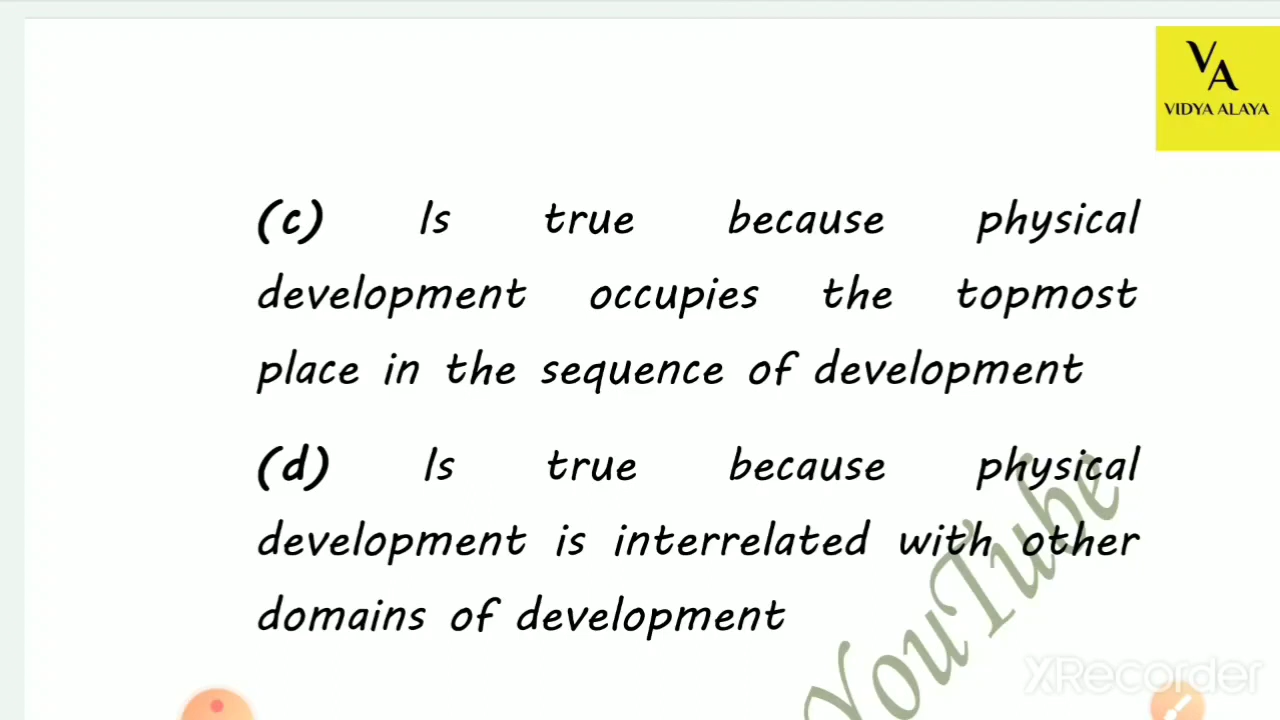 VA
VIDYA ALAYA
(c) Is true because physical
development occupies the topmost
place in the sequence of development
(d) Is true because physical
development is interrelated with other
domains of development
YouTube
XRecorder